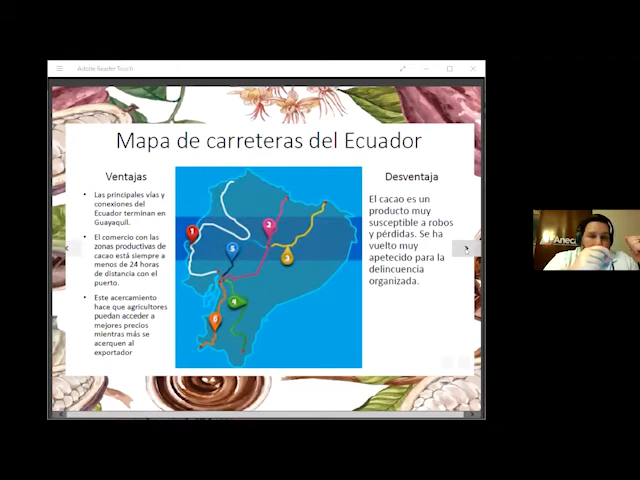 Adobe Reader Touch
Mapa de carreteras del Ecuador
Ventajas
• Las principales vías y
conexiones del
Ecuador terminan en
Guayaquil.
• El comercio con las
zonas productivas de
cacao está siempre a
menos de 24 horas
de distancia con el
puerto.
• Este acercamiento
hace que agricultores
puedan acceder a
mejores precios
mientras más se
acerquen al
exportador
1
2
3
4
5
6
Desventaja
El cacao es un
producto muy
susceptible a robos
y pérdidas. Se ha
vuelto muy
apetecido para la
delincuencia
organizada.
Anec